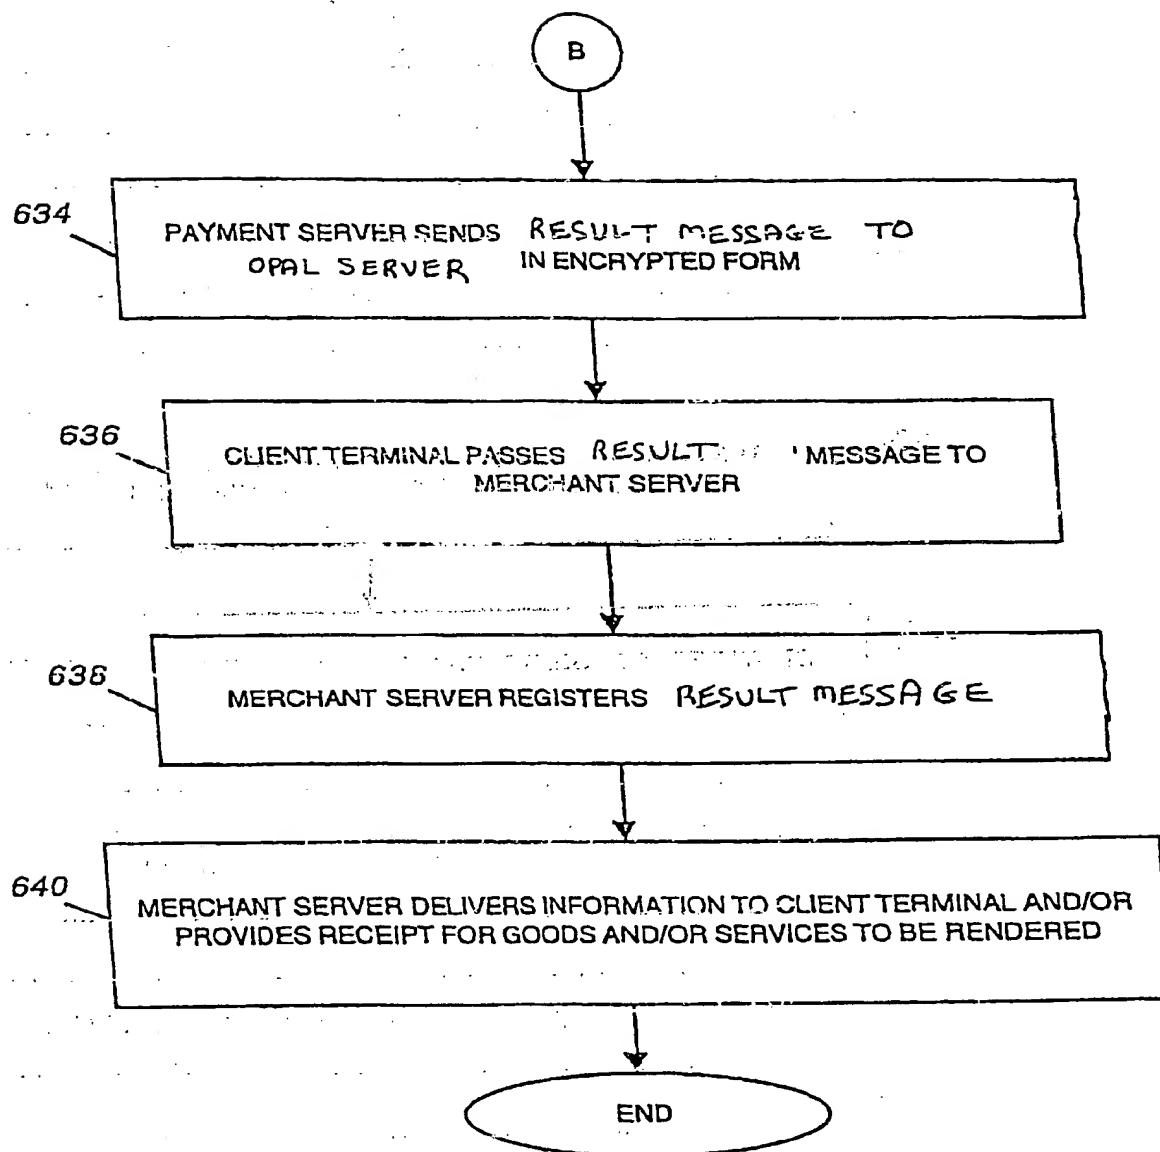 B
634
PAYMENT SERVER SENDS RESULT MESSAGE TO
OPAL SERVER IN ENCRYPTED FORM
636
CLIENT TERMINAL PASSES RESULT MESSAGE TO
MERCHANT SERVER
638
MERCHANT SERVER REGISTERS RESULT MESSAGE
640
MERCHANT SERVER DELIVERS INFORMATION TO CLIENT TERMINAL AND/OR
PROVIDES RECEIPT FOR GOODS AND/OR SERVICES TO BE RENDERED
END